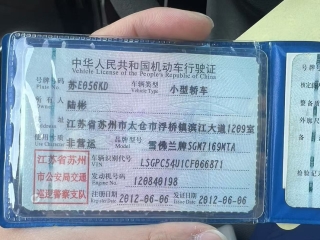 中华人民共和国机动车行驶证
Vehicle License of the People's Republic of China
号牌号码 苏E056KD 车辆类型 Vehicle Type 小型轿车
所有人 陆彬
住址 江苏省苏州市太仓市浮桥镇滨江大道1209室
非营运 雪佛兰牌SGM7169MTA
江苏省苏州市公安局交通巡逻警察支队
车辆识别代号 VIN LSGPC54U1CF066871
发动机号码 Engine No. 120840198
注册日期 2012-06-06 发证日期 2012-06-06
号牌号